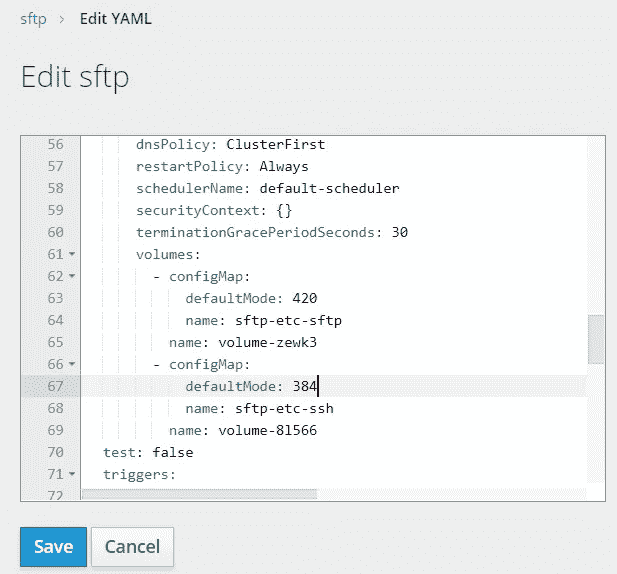 sftp > Edit YAML
Edit sftp
56 dnsPolicy: ClusterFirst
57 restartPolicy: Always
58 schedulerName: default-scheduler
59 securityContext: {}
60 terminationGracePeriodSeconds: 30
61 volumes:
62 - configMap:
63 defaultMode: 420
64 name: sftp-etc-sftp
65 name: volume-zewk3
66 - configMap:
67 defaultMode: 384
68 name: sftp-etc-ssh
69 name: volume-81566
70 test: false
71 triggers:
72
Save Cancel